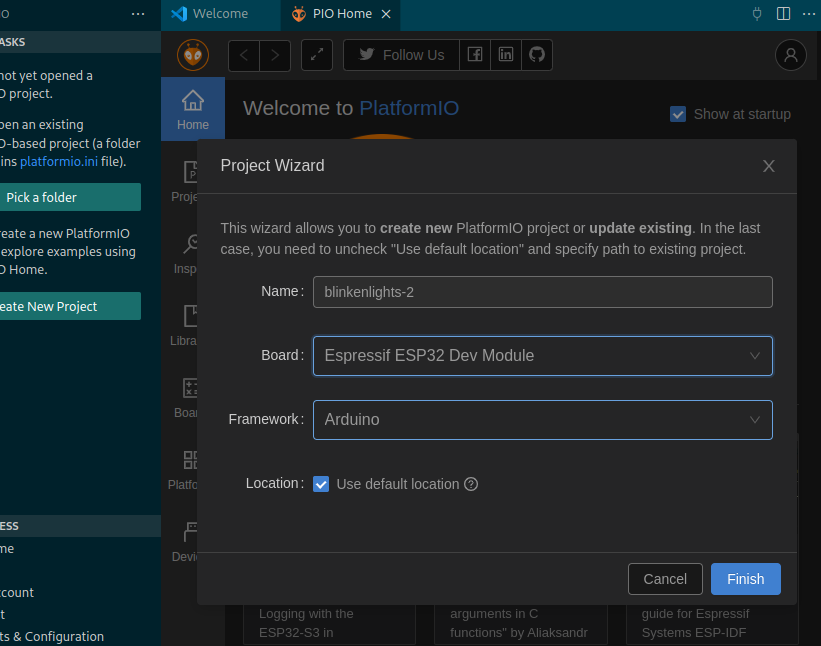 IO
Welcome
PIO Home
ASKS
not yet opened a
O project.
pen an existing
O-based project (a folder
ins platformio.ini file).
Pick a folder
reate a new PlatformIO
explore examples using
O Home.
eate New Project
ESS
me
count
t
ts & Configuration
Follow Us
Home
Welcome to PlatformIO
Show at startup
Proje
Insp
Libra
Boa
Platfo
Devi
Project Wizard
This wizard allows you to create new PlatformIO project or update existing. In the last
case, you need to uncheck "Use default location" and specify path to existing project.
Name:
blinkenlights-2
Board:
Espressif ESP32 Dev Module
Framework:
Arduino
Location:
Use default location
Cancel
Finish
Logging with the
ESP32-S3 in
arguments in C
functions" by Aliaksandr
guide for Espressif
Systems ESP-IDF